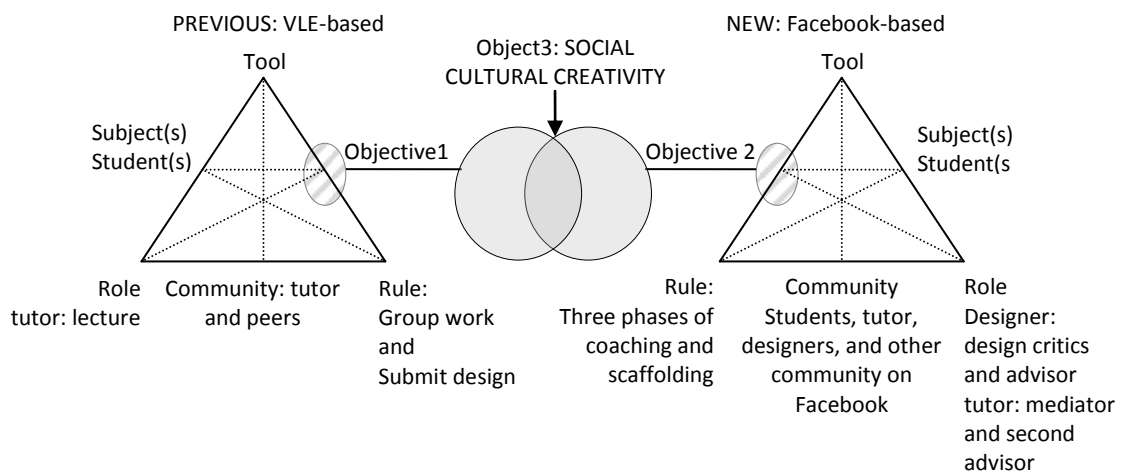 PREVIOUS: VLE-based
Tool
Subject(s)
Student(s)
Objective1
Role
tutor: lecture
Community: tutor
and peers
Rule:
Group work
and
Submit design
Object3: SOCIAL
CULTURAL CREATIVITY
NEW: Facebook-based
Tool
Objective 2
Subject(s)
Student(s
Rule:
Three phases of
coaching and
scaffolding
Community
Students, tutor,
designers, and other
community on
Facebook
Role
Designer:
design critics
and advisor
tutor: mediator
and second
advisor